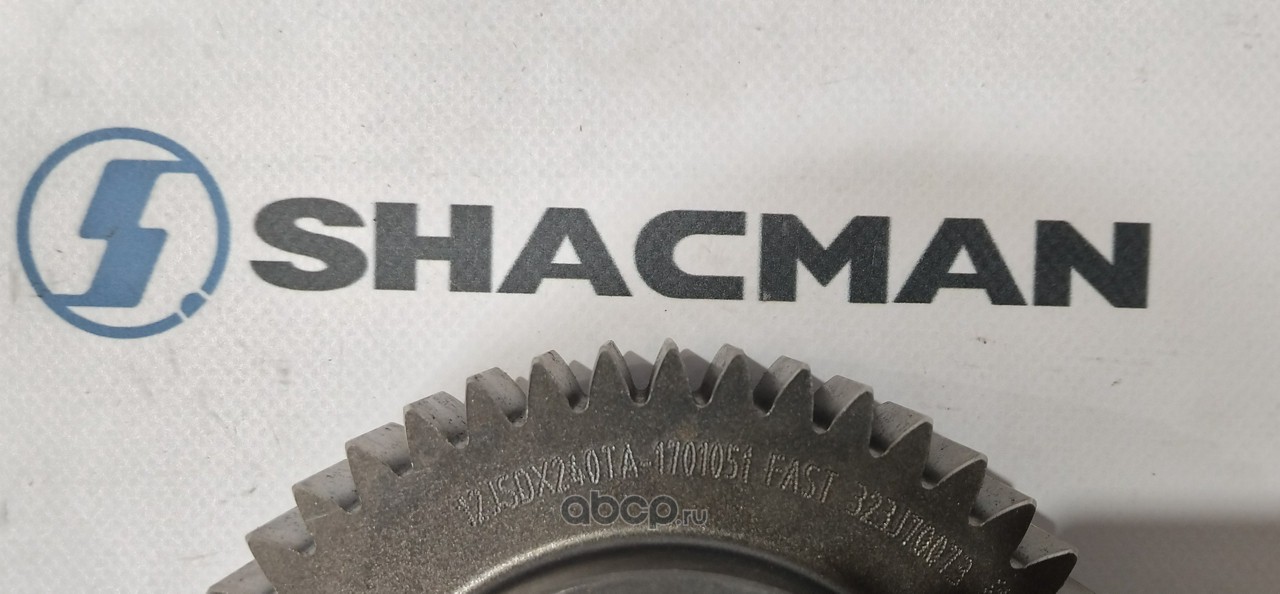 SHACMAN
12JSDX240TA-1701051 FAST 323J70073
abcp.ru